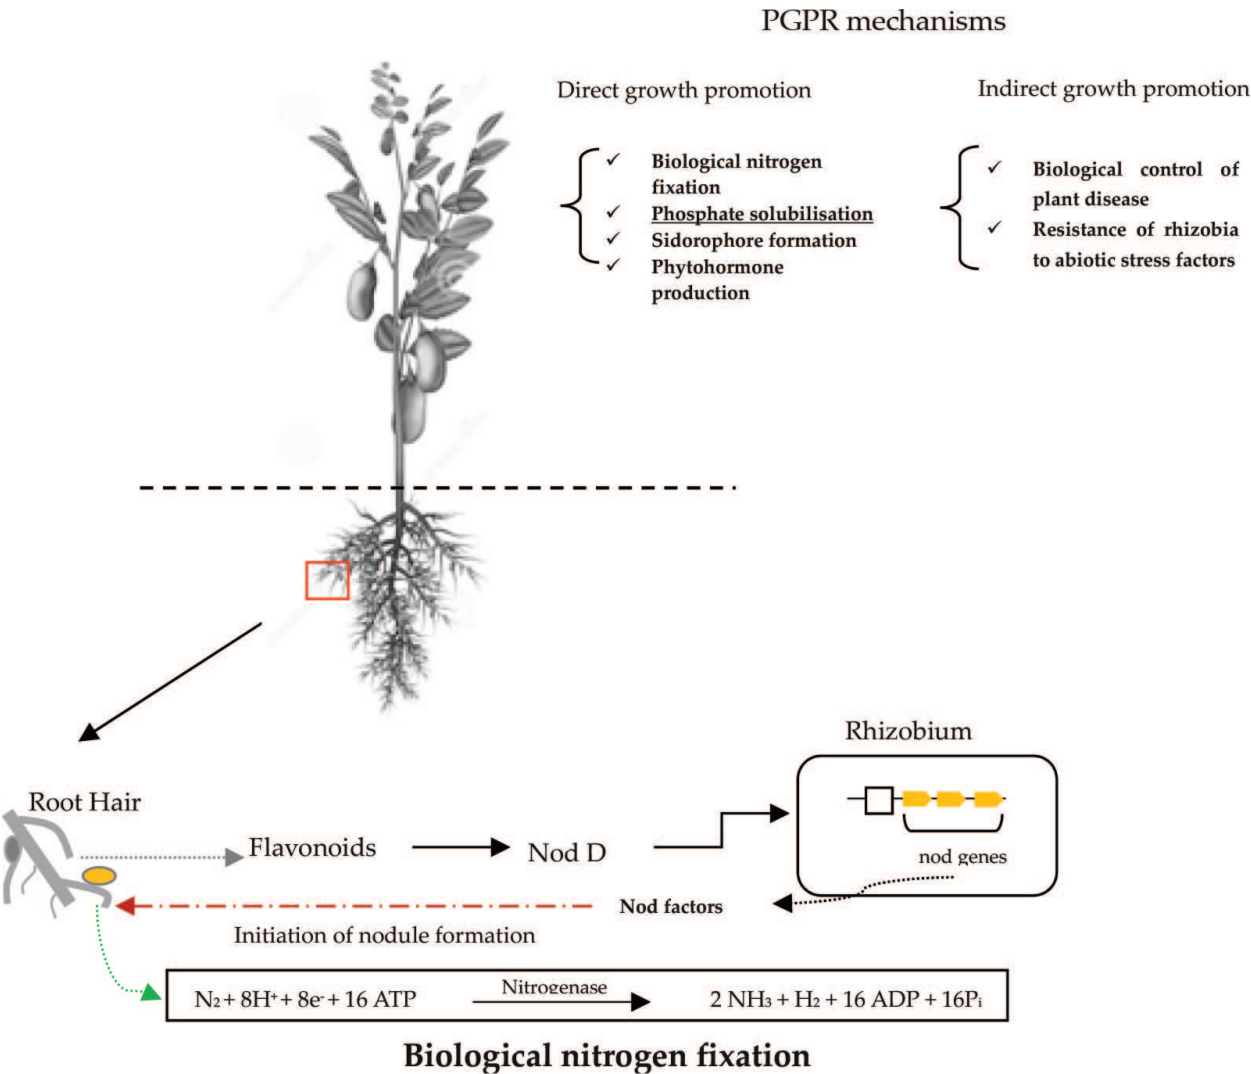 PGPR mechanisms
Direct growth promotion
✓ Biological nitrogen
fixation
✓ Phosphate solubilisation
✓ Sidorophore formation
✓ Phytohormone
production
Indirect growth promotion
✓ Biological control of
plant disease
✓ Resistance of rhizobia
to abiotic stress factors
Rhizobium
Root Hair
Flavonoids
Nod D
nod genes
Nod factors
Initiation of nodule formation
N₂ + 8H⁺ + 8e⁻ + 16 ATP
Nitrogenase
2 NH₃ + H₂ + 16 ADP + 16Pᵢ
Biological nitrogen fixation